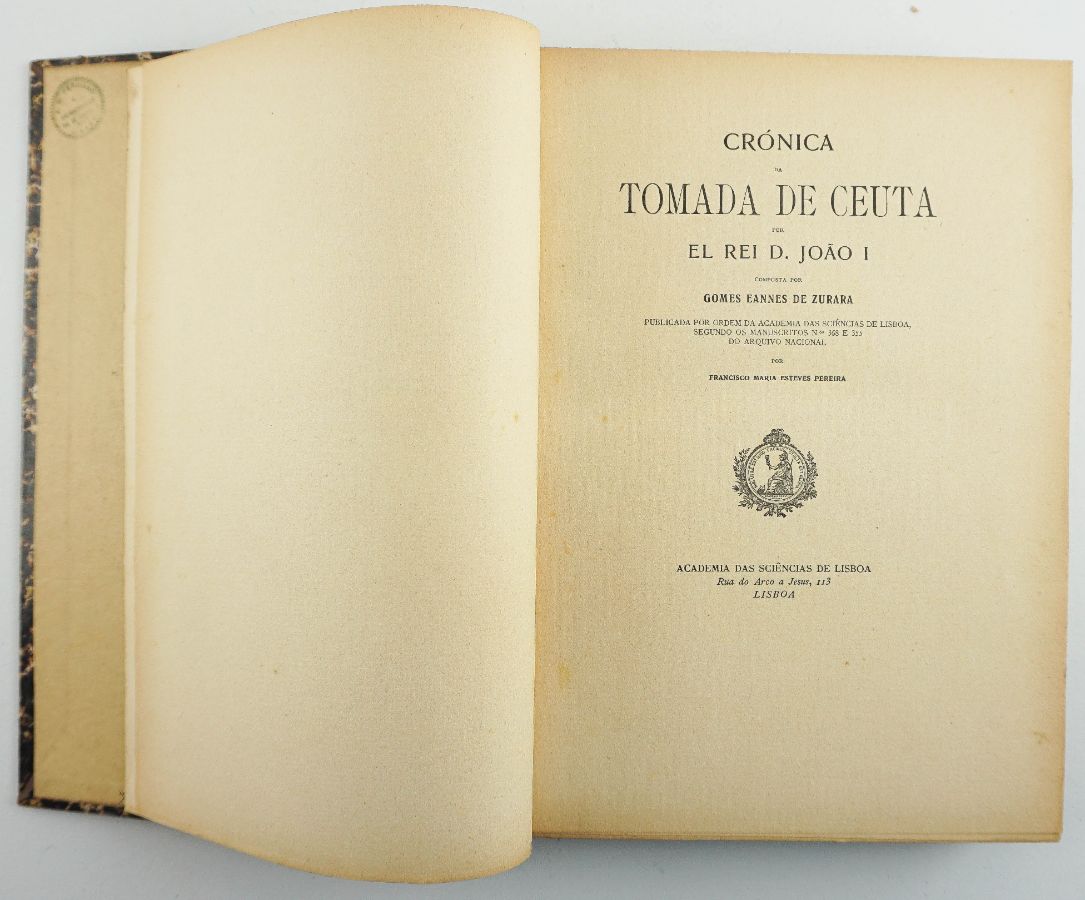 CRÓNICA
DA
TOMADA DE CEUTA
POR
EL REI D. JOÃO I
COMPOSTA POR
GOMES EANNES DE ZURARA
PUBLICADA POR ORDEM DA ACADEMIA DAS SCIÊNCIAS DE LISBOA,
SEGUNDO OS MANUSCRITOS N.os 368 E 355
DO ARQUIVO NACIONAL
POR
FRANCISCO MARIA ESTEVES PEREIRA
ACADEMIA DAS SCIÊNCIAS DE LISBOA
Rua do Arco a Jesus, 113
LISBOA